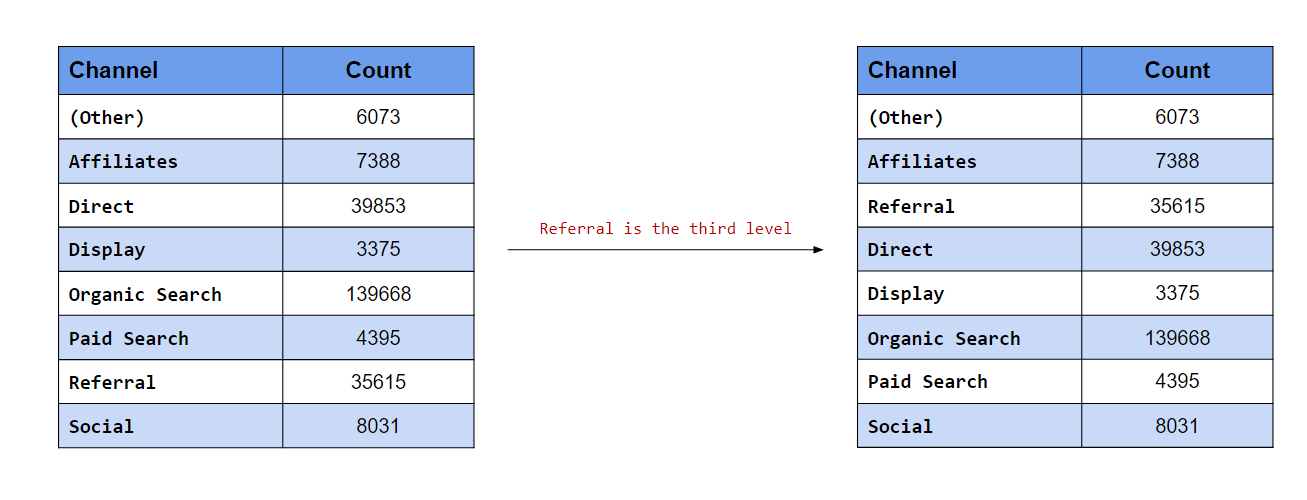 Channel Count
(Other) 6073
Affiliates 7388
Direct 39853
Display 3375
Organic Search 139668
Paid Search 4395
Referral 35615
Social 8031
Referral is the third level
Channel Count
(Other) 6073
Affiliates 7388
Referral 35615
Direct 39853
Display 3375
Organic Search 139668
Paid Search 4395
Social 8031